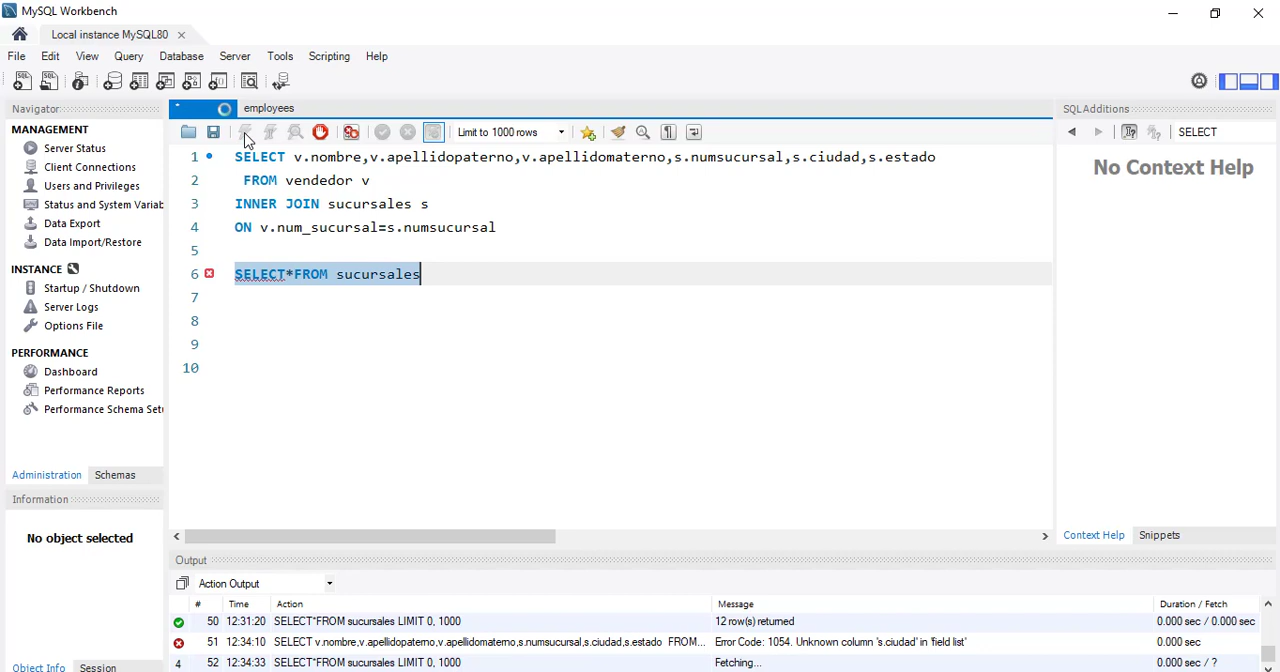 MySQL Workbench
Local instance MySQL80
File Edit View Query Database Server Tools Scripting Help
Navigator
MANAGEMENT
Server Status
Client Connections
Users and Privileges
Status and System Variab
Data Export
Data Import/Restore
INSTANCE
Startup / Shutdown
Server Logs
Options File
PERFORMANCE
Dashboard
Performance Reports
Performance Schema Setu
Administration Schemas
Information
No object selected
Object Info Session
employees
Limit to 1000 rows
1 SELECT v.nombre,v.apellidopaterno,v.apellidomaterno,s.numsucursal,s.ciudad,s.estado
2 FROM vendedor v
3 INNER JOIN sucursales s
4 ON v.num_sucursal=s.numsucursal
5
6 SELECT*FROM sucursales
7
8
9
10
SQLAdditions
SELECT
No Context Help
Context Help Snippets
Output
Action Output
# Time Action Message Duration / Fetch
50 12:31:20 SELECT*FROM sucursales LIMIT 0, 1000 12 row(s) returned 0.000 sec / 0.000 sec
51 12:34:10 SELECT v.nombre,v.apellidopaterno,v.apellidomaterno,s.numsucursal,s.ciudad,s.estado FROM... Error Code: 1054. Unknown column 's.ciudad' in 'field list' 0.000 sec
4 52 12:34:33 SELECT*FROM sucursales LIMIT 0, 1000 Fetching... 0.000 sec / ?